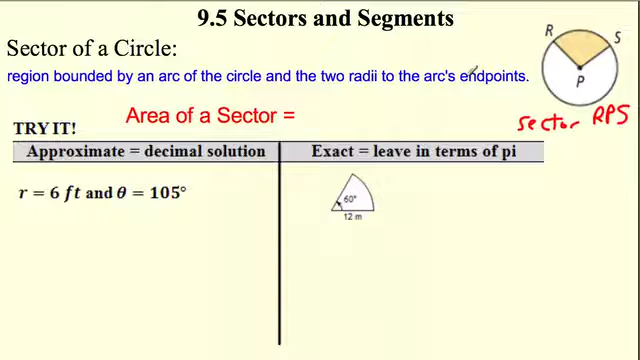 9.5 Sectors and Segments
Sector of a Circle:
region bounded by an arc of the circle and the two radii to the arc's endpoints.
R
S
P
sector RPS
Area of a Sector =
TRY IT!
Approximate = decimal solution
Exact = leave in terms of pi
r = 6 ft and θ = 105°
60°
12 m